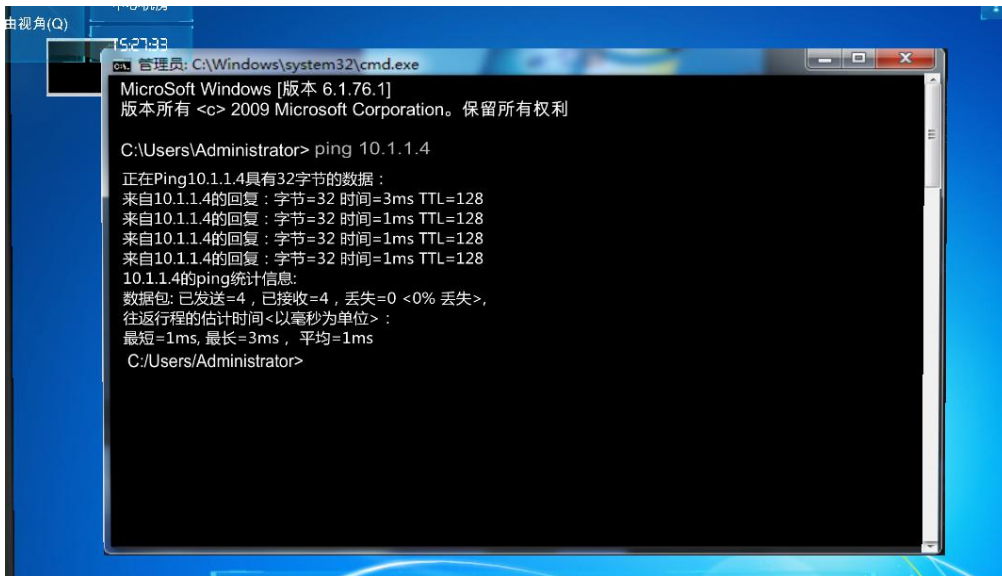 由视角(Q)
15:27:33
管理员: C:\Windows\system32\cmd.exe
MicroSoft Windows [版本 6.1.76.1]
版本所有 <c> 2009 Microsoft Corporation。保留所有权利
C:\Users\Administrator> ping 10.1.1.4
正在Ping10.1.1.4具有32字节的数据：
来自10.1.1.4的回复：字节=32 时间=3ms TTL=128
来自10.1.1.4的回复：字节=32 时间=1ms TTL=128
来自10.1.1.4的回复：字节=32 时间=1ms TTL=128
来自10.1.1.4的回复：字节=32 时间=1ms TTL=128
10.1.1.4的ping统计信息:
数据包: 已发送=4，已接收=4，丢失=0 <0% 丢失>,
往返行程的估计时间<以毫秒为单位>：
最短=1ms, 最长=3ms， 平均=1ms
C:/Users/Administrator>